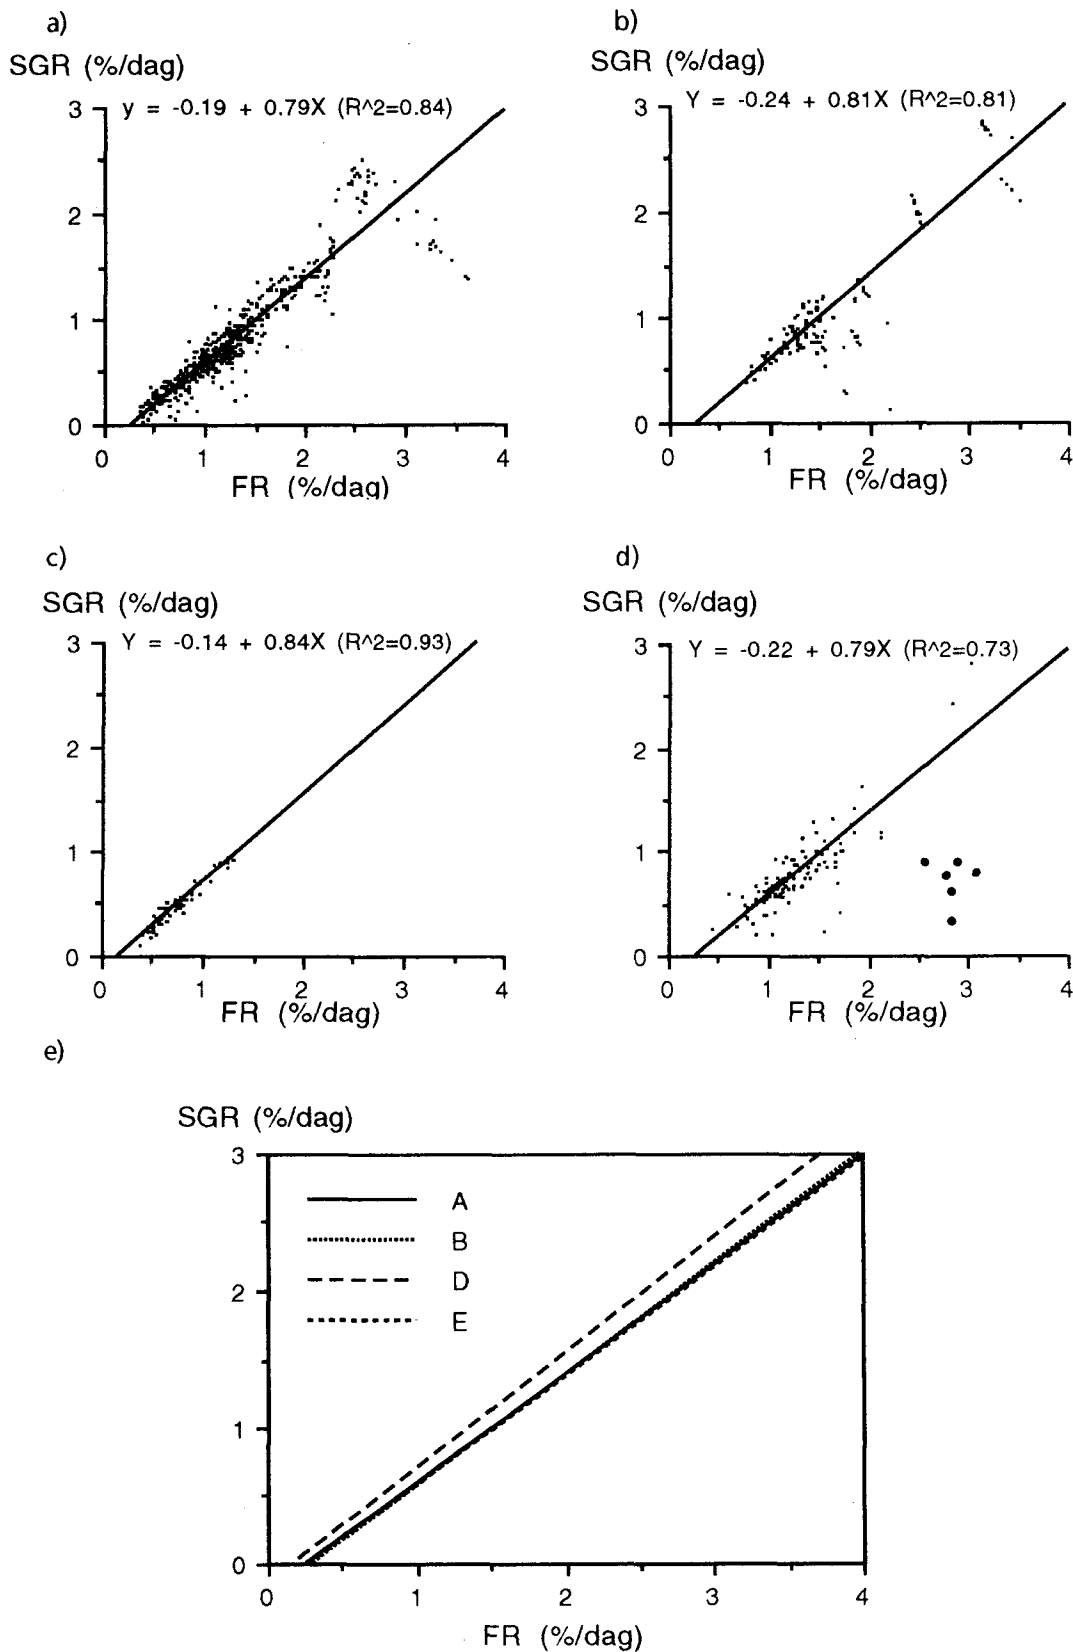 a)
SGR (%/dag)
y = -0.19 + 0.79X (R^2=0.84)
3
2
1
0
0 1 2 3 4
FR (%/dag)
b)
SGR (%/dag)
Y = -0.24 + 0.81X (R^2=0.81)
3
2
1
0
0 1 2 3 4
FR (%/dag)
c)
SGR (%/dag)
Y = -0.14 + 0.84X (R^2=0.93)
3
2
1
0
0 1 2 3 4
FR (%/dag)
d)
SGR (%/dag)
Y = -0.22 + 0.79X (R^2=0.73)
3
2
1
0
0 1 2 3 4
FR (%/dag)
e)
SGR (%/dag)
3
2
1
0
A
B
D
E
0 1 2 3 4
FR (%/dag)